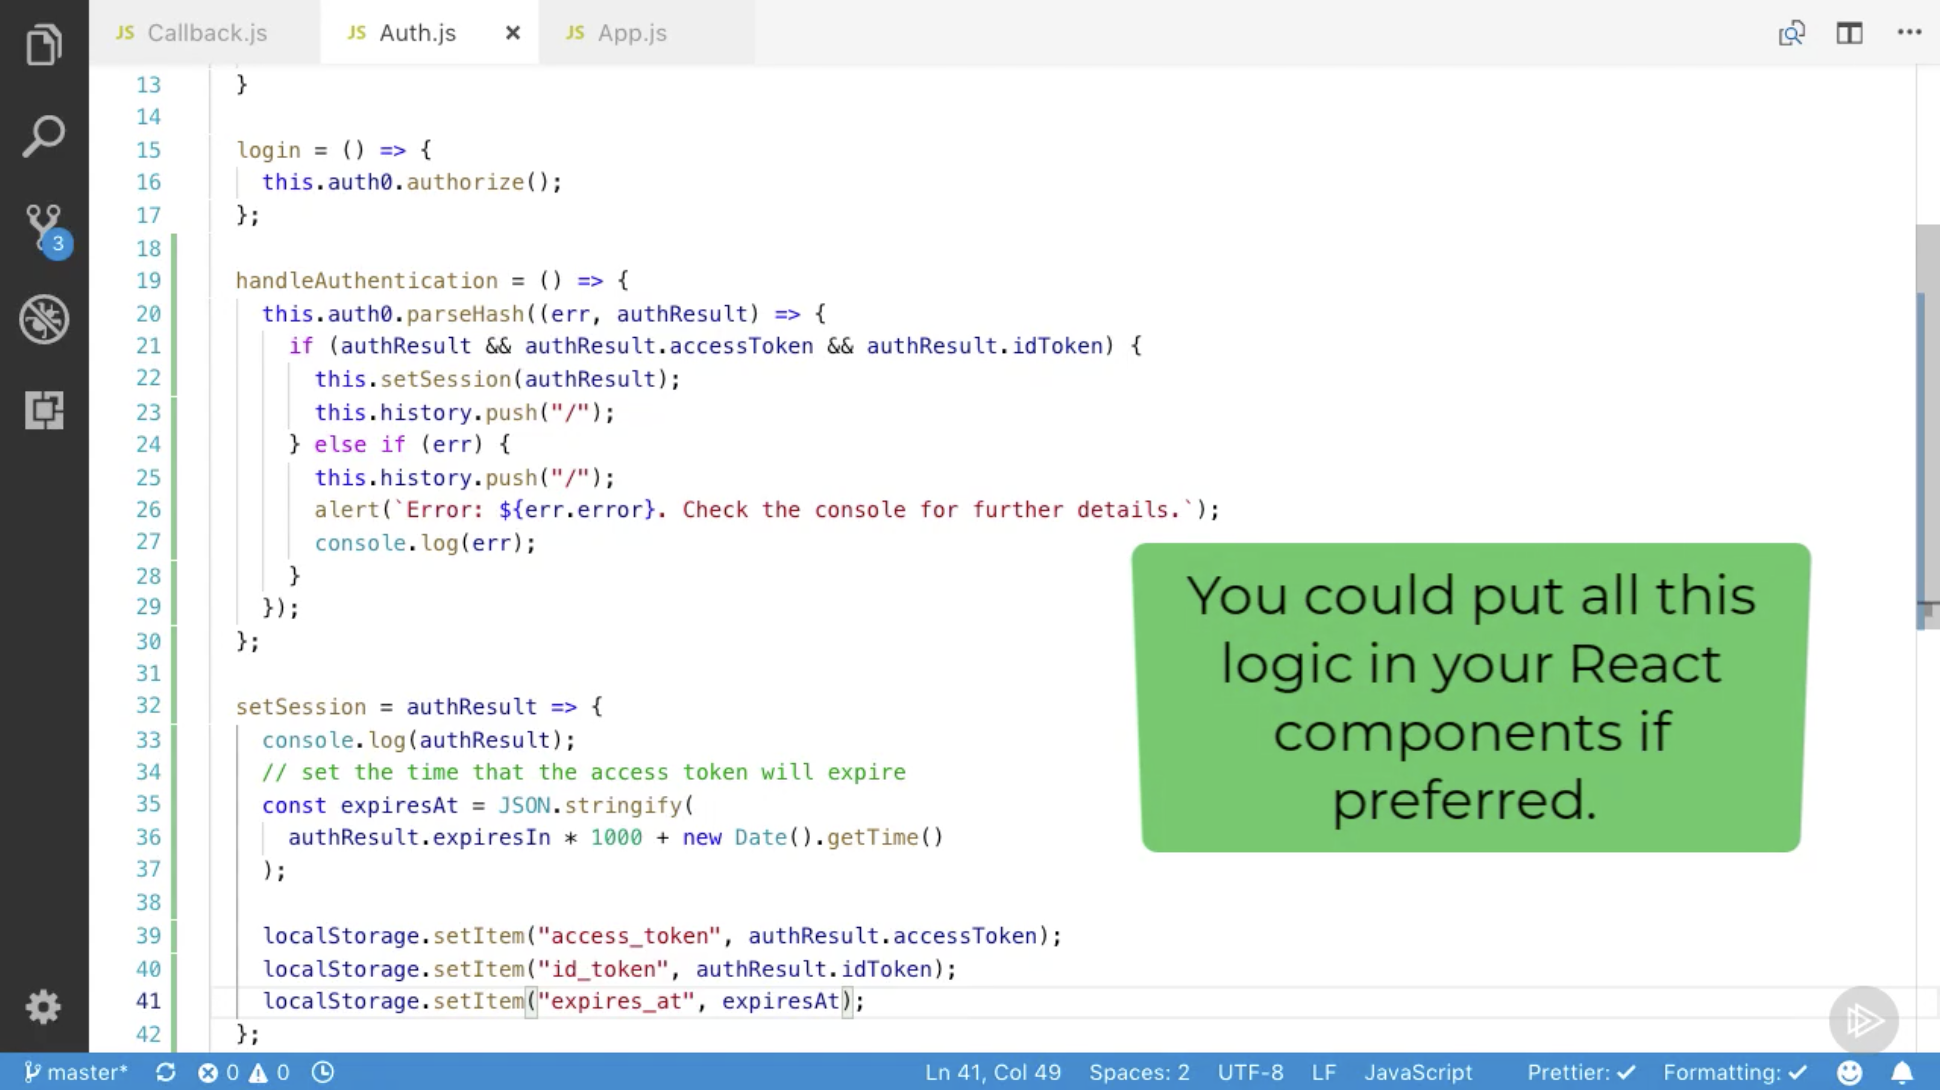 JS Callback.js JS Auth.js × JS App.js
13 }
14
15 login = () => {
16 this.auth0.authorize();
17 };
18
19 handleAuthentication = () => {
20 this.auth0.parseHash((err, authResult) => {
21 if (authResult && authResult.accessToken && authResult.idToken) {
22 this.setSession(authResult);
23 this.history.push("/");
24 } else if (err) {
25 this.history.push("/");
26 alert(`Error: ${err.error}. Check the console for further details.`);
27 console.log(err);
28 }
29 });
30 };
31
32 setSession = authResult => {
33 console.log(authResult);
34 // set the time that the access token will expire
35 const expiresAt = JSON.stringify(
36 authResult.expiresIn * 1000 + new Date().getTime()
37 );
38
39 localStorage.setItem("access_token", authResult.accessToken);
40 localStorage.setItem("id_token", authResult.idToken);
41 localStorage.setItem("expires_at", expiresAt);
42 };
3
You could put all this
logic in your React
components if
preferred.
master* 0 0 Ln 41, Col 49 Spaces: 2 UTF-8 LF JavaScript Prettier: ✓ Formatting: ✓